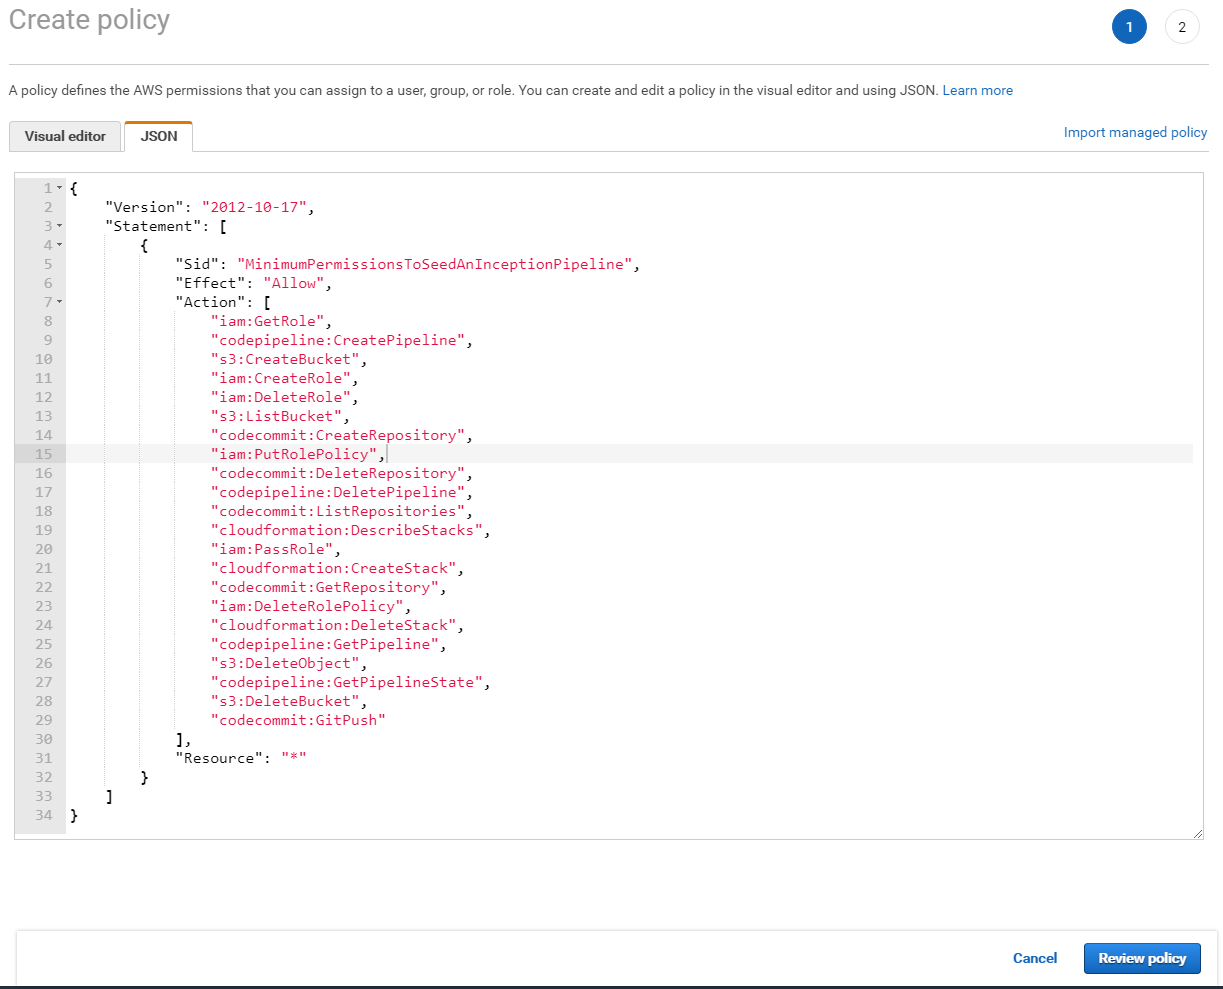 Create policy
1 2
A policy defines the AWS permissions that you can assign to a user, group, or role. You can create and edit a policy in the visual editor and using JSON. Learn more
Visual editor JSON Import managed policy
1 {
2 "Version": "2012-10-17",
3 "Statement": [
4 {
5 "Sid": "MinimumPermissionsToSeedAnInceptionPipeline",
6 "Effect": "Allow",
7 "Action": [
8 "iam:GetRole",
9 "codepipeline:CreatePipeline",
10 "s3:CreateBucket",
11 "iam:CreateRole",
12 "iam:DeleteRole",
13 "s3:ListBucket",
14 "codecommit:CreateRepository",
15 "iam:PutRolePolicy",
16 "codecommit:DeleteRepository",
17 "codepipeline:DeletePipeline",
18 "codecommit:ListRepositories",
19 "cloudformation:DescribeStacks",
20 "iam:PassRole",
21 "cloudformation:CreateStack",
22 "codecommit:GetRepository",
23 "iam:DeleteRolePolicy",
24 "cloudformation:DeleteStack",
25 "codepipeline:GetPipeline",
26 "s3:DeleteObject",
27 "codepipeline:GetPipelineState",
28 "s3:DeleteBucket",
29 "codecommit:GitPush"
30 ],
31 "Resource": "*"
32 }
33 ]
34 }
Cancel Review policy